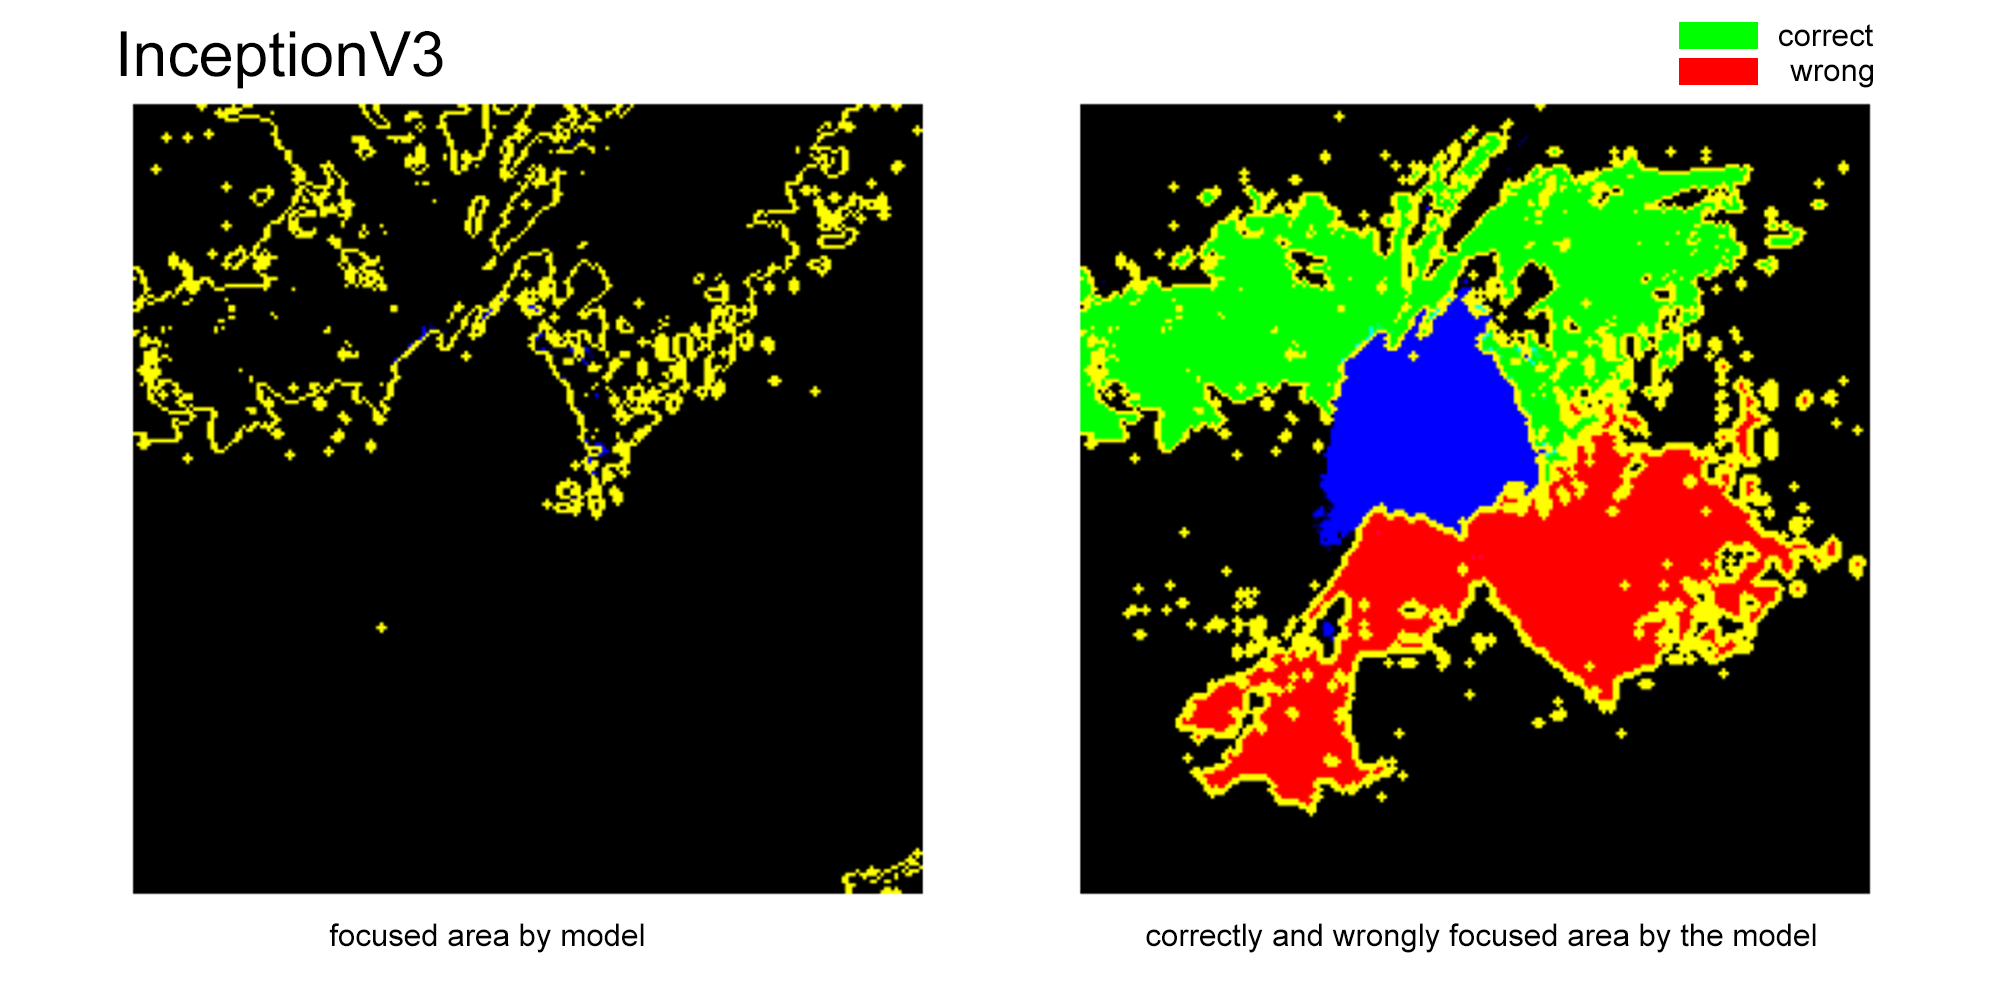 InceptionV3
correct
wrong
focused area by model
correctly and wrongly focused area by the model